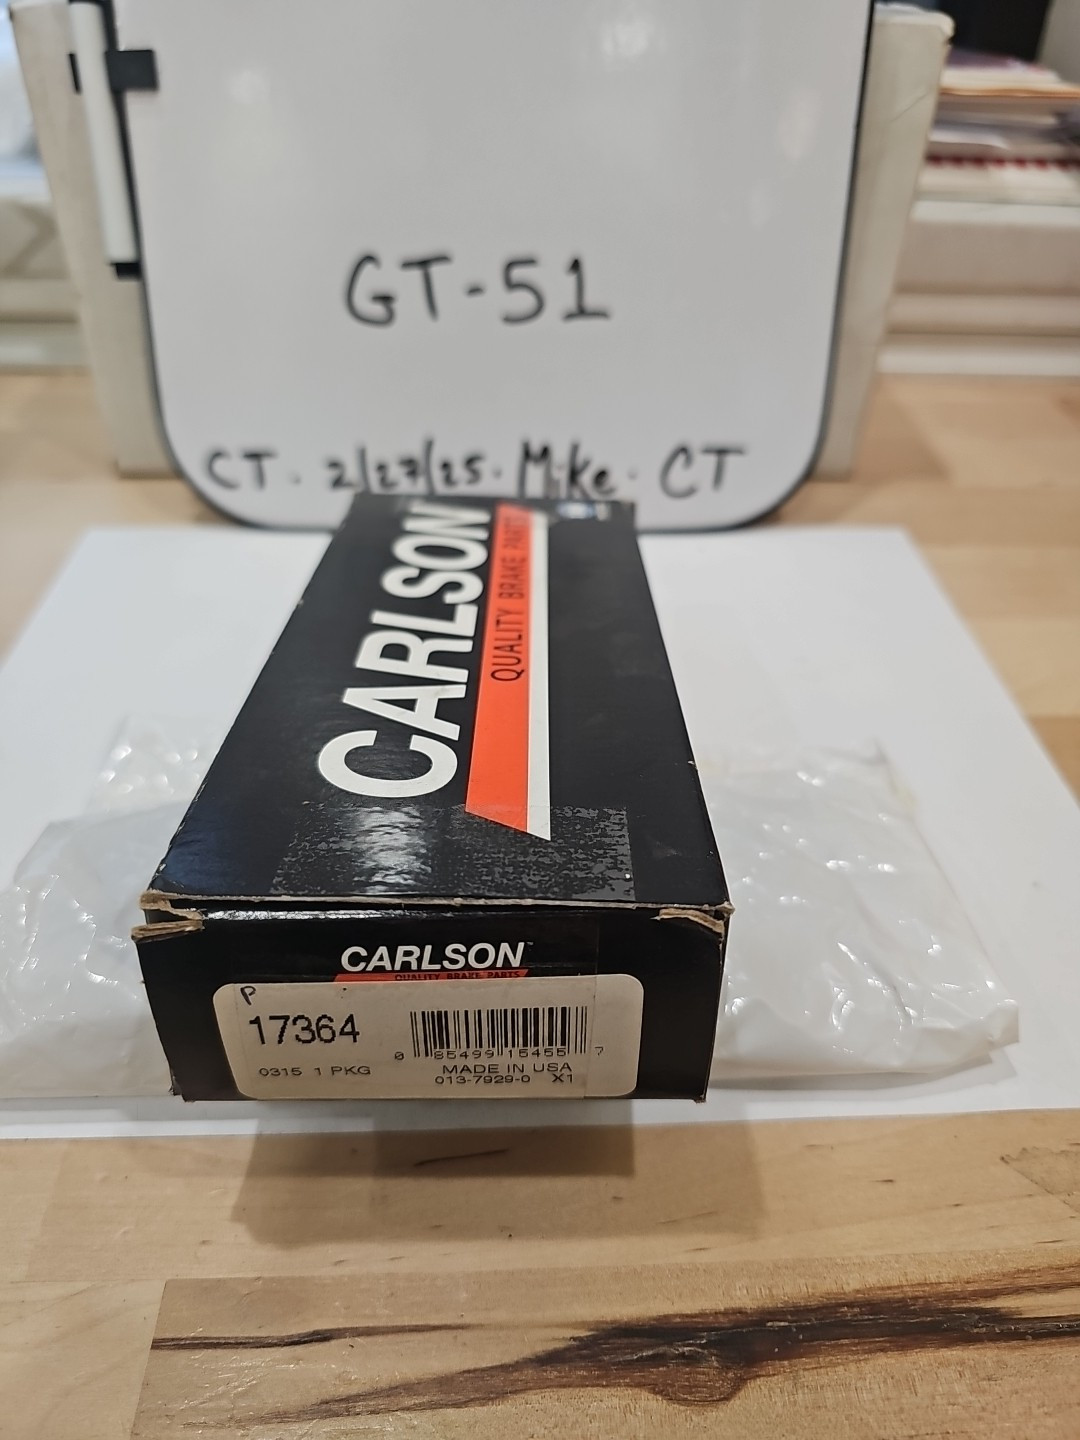 GT-51
CT. 2/27/25. Mike. CT
CARLSON
QUALITY BRAKE PARTS
CARLSON™
QUALITY BRAKE PARTS
P
17364
0 85499 15455 7
0315 1 PKG
MADE IN USA
013-7929-0 X1